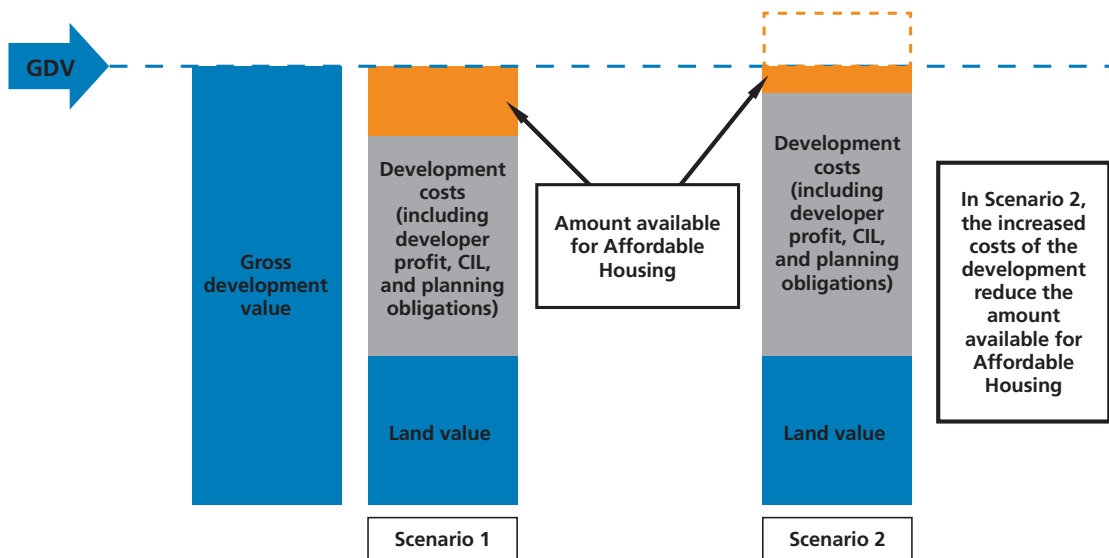 GDV
Gross
development
value
Development
costs
(including
developer
profit, CIL,
and planning
obligations)
Land value
Scenario 1
Amount available
for Affordable
Housing
Development
costs
(including
developer
profit, CIL,
and planning
obligations)
Land value
Scenario 2
In Scenario 2,
the increased
costs of the
development
reduce the
amount
available for
Affordable
Housing